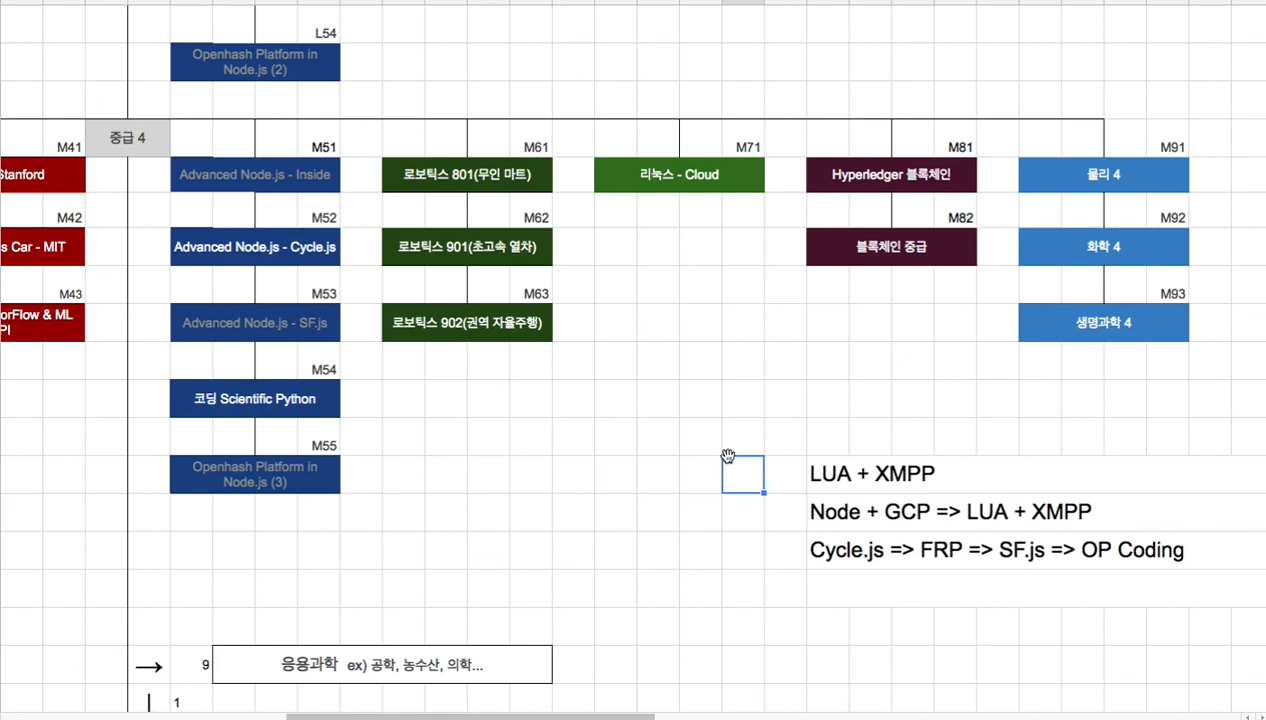 L54
Openhash Platform in
Node.js (2)
중급 4
M41
M51
M61
M71
M81
M91
Stanford
Advanced Node.js - Inside
로보틱스 801(무인 마트)
리눅스 - Cloud
Hyperledger 블록체인
물리 4
M42
M52
M62
M82
M92
s Car - MIT
Advanced Node.js - Cycle.js
로보틱스 901(초고속 열차)
블록체인 중급
화학 4
M43
M53
M63
M93
orFlow & ML
PI
Advanced Node.js - SF.js
로보틱스 902(권역 자율주행)
생명과학 4
M54
코딩 Scientific Python
M55
Openhash Platform in
Node.js (3)
LUA + XMPP
Node + GCP => LUA + XMPP
Cycle.js => FRP => SF.js => OP Coding
→ 9 응용과학 ex) 공학, 농수산, 의학...
1